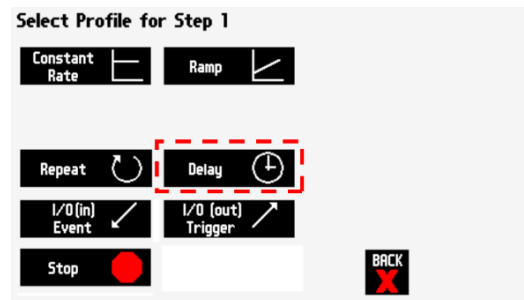 Select Profile for Step 1
Constant
Rate
Ramp
Repeat
Delay
I/O(in)
Event
I/O (out)
Trigger
Stop
BACK
X